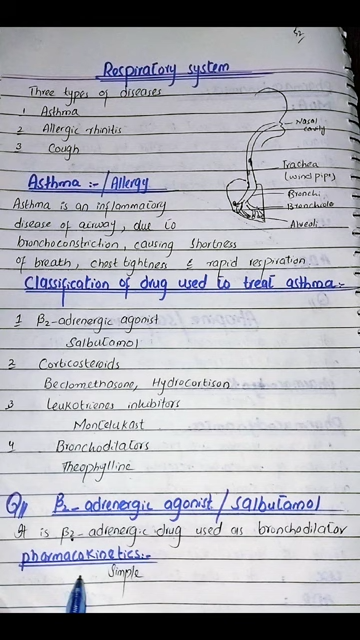 52
Respiratory system
Three types of diseases
1 Asthma
2 Allergic rhinitis
3 Cough
Nasal cavity
Trachea
(wind pipe)
Bronchi
Bronchiole
Alveoli
Asthma :- / Allergy
Asthma is an inflammatory
disease of airway, due to
bronchoconstriction, causing shortness
of breath, chest tightness & rapid respiration
Classification of drug used to treat asthma:-
1 β2-adrenergic agonist
Salbutamol
2 Corticosteroids
Beclomethasone, Hydrocortison
3 leukotrienes inhibitors
Montelukast
4 Bronchodilators
Theophylline
Q11 β2-adrenergic agonist / Salbutamol
It is β2-adrenergic drug used as bronchodilator
pharmacokinetics:-
Simple